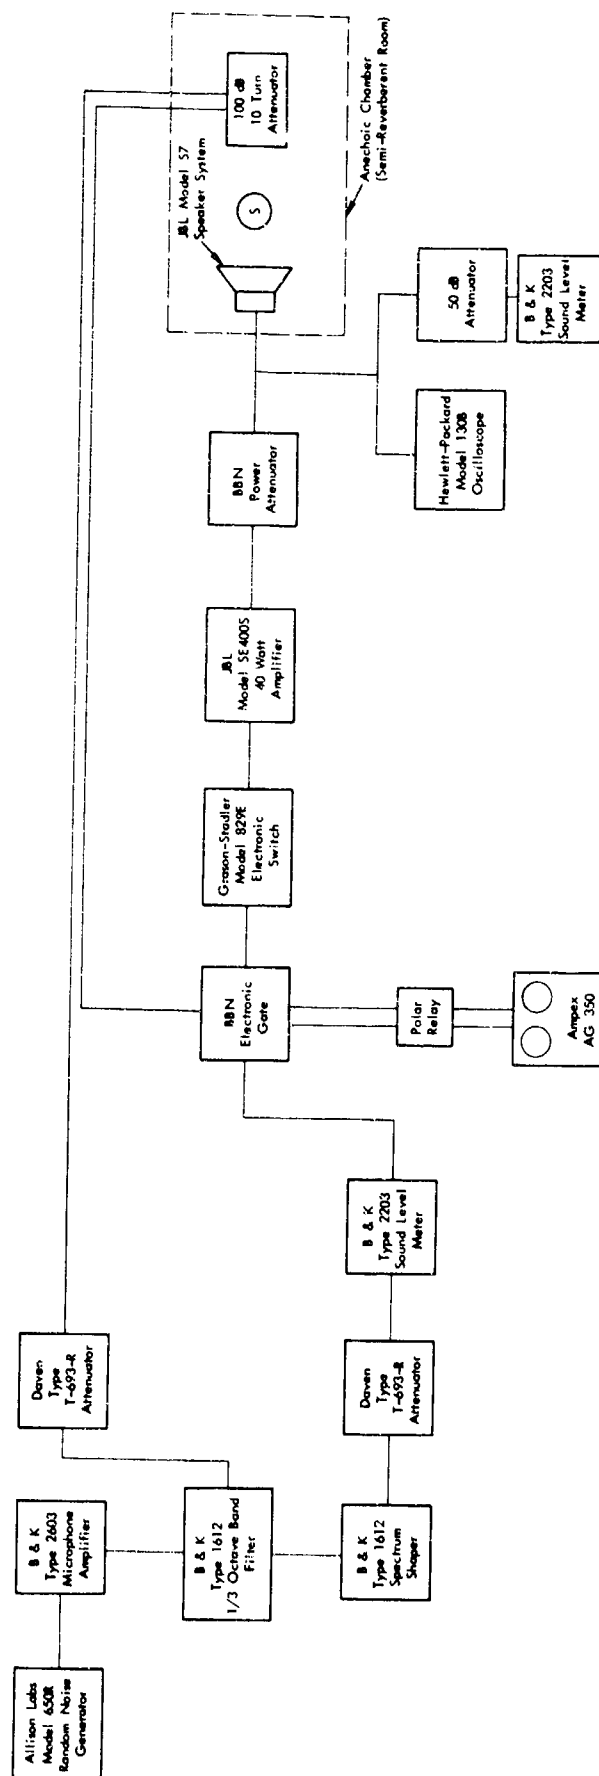 Allison Labs
Model 650R
Random Noise
Generator
B & K
Type 2603
Microphone
Amplifier
Daven
Type
T-693-R
Attenuator
B & K
Type 1612
1/3 Octave Band
Filter
B & K
Type 1612
Spectrum
Shaper
Daven
Type
T-693-R
Attenuator
B & K
Type 2203
Sound Level
Meter
BBN
Electronic
Gate
Polar
Relay
Ampex
AG 350
Grason-Stadler
Model 829E
Electronic
Switch
JBL
Model SE400S
40 Watt
Amplifier
BBN
Power
Attenuator
JBL Model S7
Speaker System
S
100 dB
10 Turn
Attenuator
Anechoic Chamber
(Semi-Reverberent Room)
Hewlett-Packard
Model 130B
Oscilloscope
50 dB
Attenuator
B & K
Type 2203
Sound Level
Meter